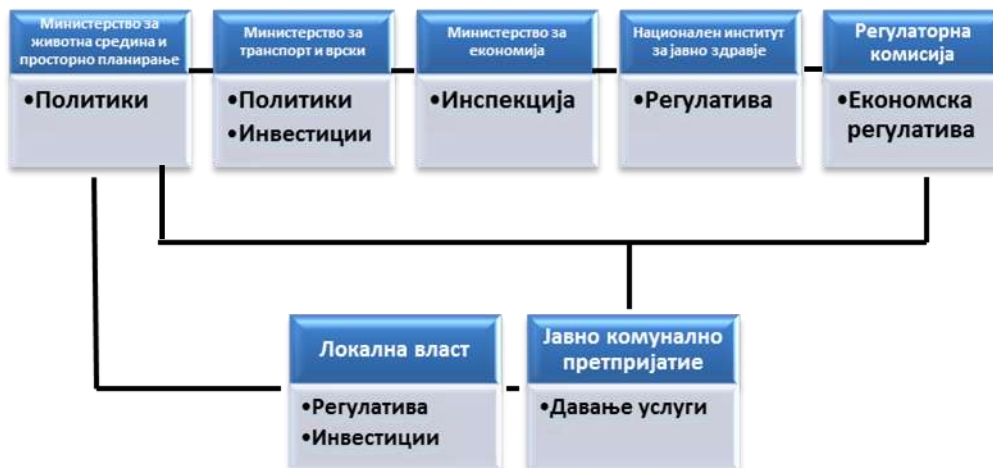 Министерство за
животна средина и
просторно планирање
•Политики
Министерство за
транспорт и врски
•Политики
•Инвестиции
Министерство за
економија
•Инспекција
Национален институт
за јавно здравје
•Регулатива
Регулаторна
комисија
•Економска
регулатива
Локална власт
•Регулатива
•Инвестиции
Јавно комунално
претпријатие
•Давање услуги